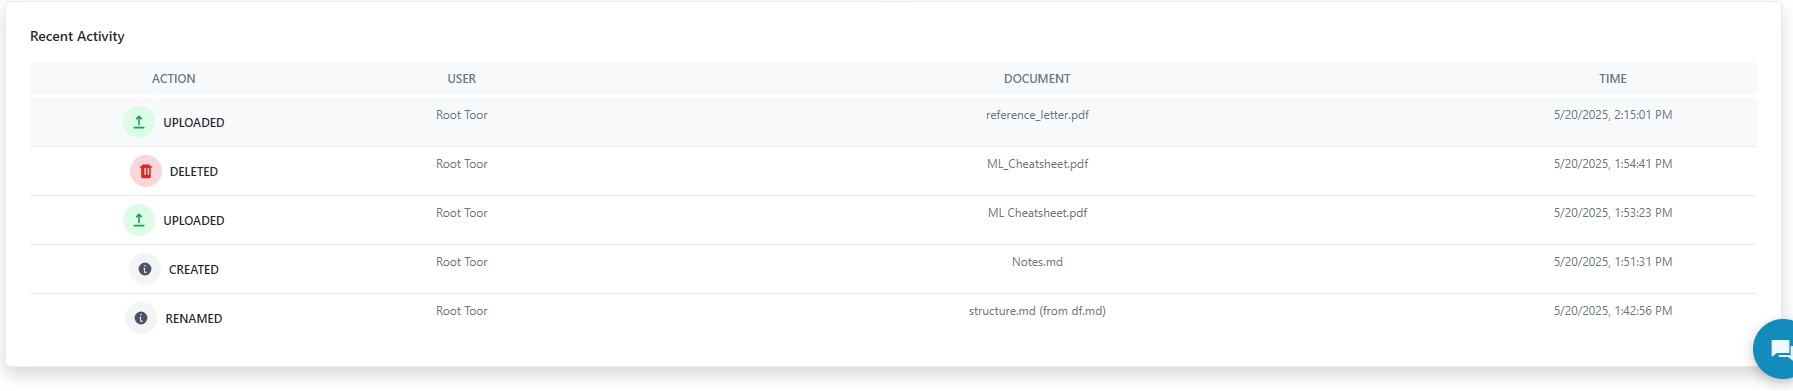 Recent Activity
ACTION USER DOCUMENT TIME
UPLOADED Root Toor reference_letter.pdf 5/20/2025, 2:15:01 PM
DELETED Root Toor ML_Cheatsheet.pdf 5/20/2025, 1:54:41 PM
UPLOADED Root Toor ML Cheatsheet.pdf 5/20/2025, 1:53:23 PM
CREATED Root Toor Notes.md 5/20/2025, 1:51:31 PM
RENAMED Root Toor structure.md (from df.md) 5/20/2025, 1:42:56 PM